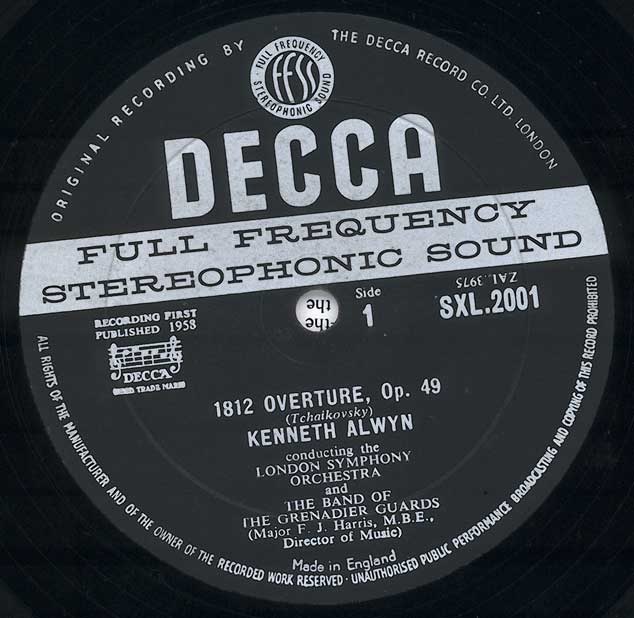 ORIGINAL RECORDING BY
THE DECCA RECORD CO. LTD. LONDON
FULL FREQUENCY
ffss
STEREOPHONIC SOUND
DECCA
FULL FREQUENCY
STEREOPHONIC SOUND
ZAL.3975
SXL.2001
Side
1
the
the
RECORDING FIRST
PUBLISHED 1958
DECCA
TRADE MARK
1812 OVERTURE, Op. 49
(Tchaikovsky)
KENNETH ALWYN
conducting the
LONDON SYMPHONY
ORCHESTRA
and
THE BAND OF
THE GRENADIER GUARDS
(Major F. J. Harris, M.B.E.,
Director of Music)
Made in England
ALL RIGHTS OF THE MANUFACTURER AND OF THE OWNER OF THE RECORDED WORK RESERVED · UNAUTHORISED PUBLIC PERFORMANCE BROADCASTING AND COPYING OF THIS RECORD PROHIBITED